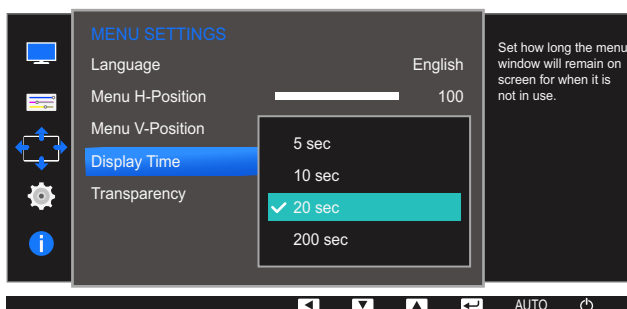 MENU SETTINGS
Language English
Menu H-Position 100
Menu V-Position
Display Time
Transparency
5 sec
10 sec
20 sec
200 sec
Set how long the menu
window will remain on
screen for when it is
not in use.
AUTO